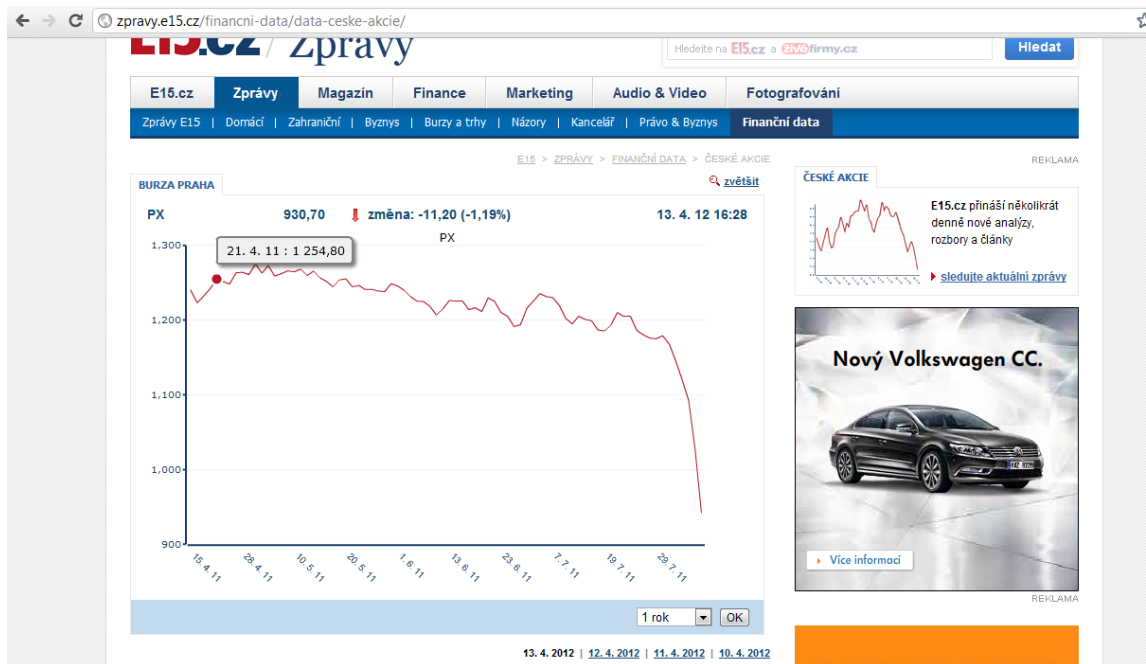 zpravy.e15.cz/financni-data/data-ceske-akcie/
E15.cz / Zprávy
Hledejte na E15.cz a živéfirmy.cz
Hledat
E15.cz Zprávy Magazín Finance Marketing Audio & Video Fotografování
Zprávy E15 | Domácí | Zahraniční | Byznys | Burzy a trhy | Názory | Kancelář | Právo & Byznys Finanční data
E15 > ZPRÁVY > FINANČNÍ DATA > ČESKÉ AKCIE
BURZA PRAHA
zvětšit
PX 930,70 změna: -11,20 (-1,19%) 13. 4. 12 16:28
PX
21. 4. 11 : 1 254,80
1,300
1,200
1,100
1,000
900
15. 4. 11 28. 4. 11 10. 5. 11 20. 5. 11 1. 6. 11 13. 6. 11 23. 6. 11 7. 7. 11 19. 7. 11 29. 7. 11
1 rok OK
13. 4. 2012 | 12. 4. 2012 | 11. 4. 2012 | 10. 4. 2012
REKLAMA
ČESKÉ AKCIE
E15.cz přináší několikrát
denně nové analýzy,
rozbory a články
sledujte aktuální zprávy
Nový Volkswagen CC.
Více informací
REKLAMA